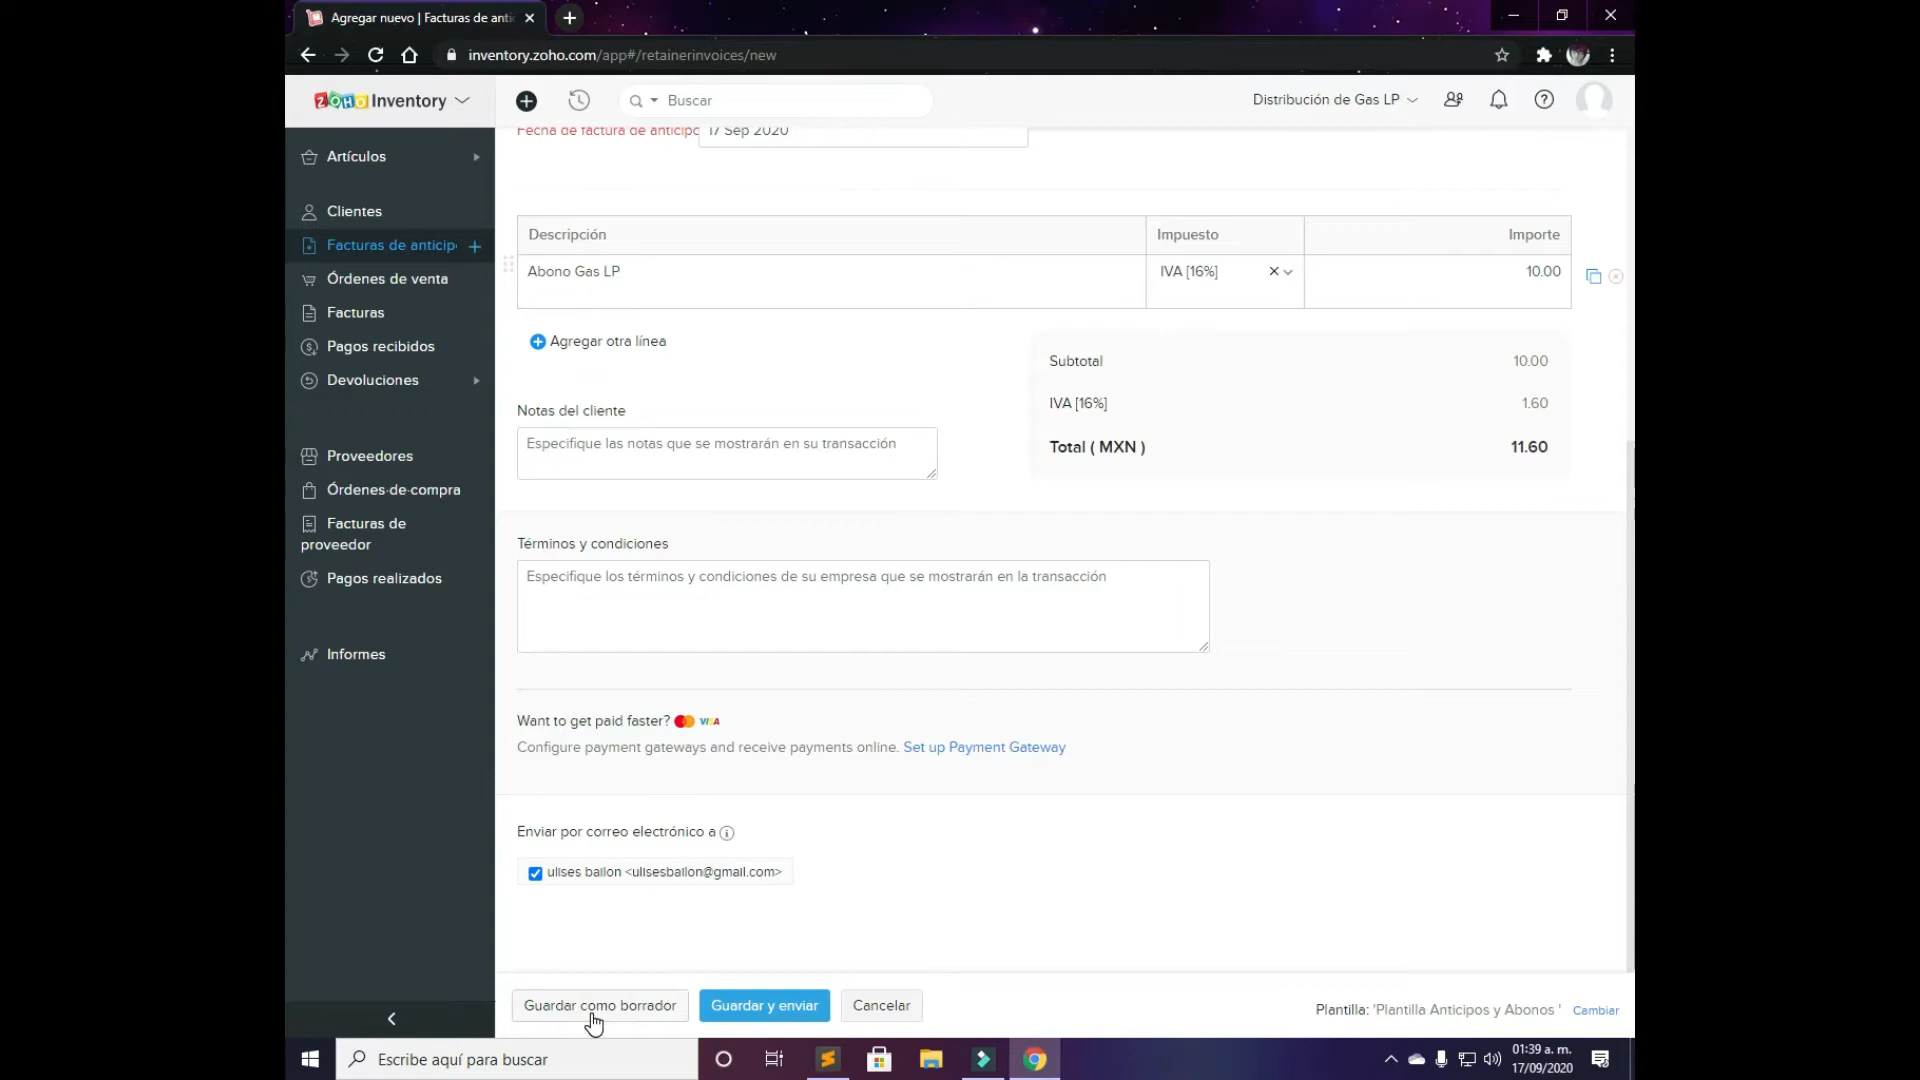 Agregar nuevo | Facturas de antic
inventory.zoho.com/app#/retainerinvoices/new
ZOHO Inventory
Buscar
Distribución de Gas LP
Artículos
Clientes
Facturas de anticip
Órdenes de venta
Facturas
Pagos recibidos
Devoluciones
Proveedores
Órdenes de compra
Facturas de
proveedor
Pagos realizados
Informes
Fecha de factura de anticipo 17 Sep 2020
Descripción Impuesto Importe
Abono Gas LP IVA [16%] 10.00
Agregar otra línea
Subtotal 10.00
IVA [16%] 1.60
Total ( MXN ) 11.60
Notas del cliente
Especifique las notas que se mostrarán en su transacción
Términos y condiciones
Especifique los términos y condiciones de su empresa que se mostrarán en la transacción
Want to get paid faster? VISA
Configure payment gateways and receive payments online. Set up Payment Gateway
Enviar por correo electrónico a
ulises bailon <ulisesbailon@gmail.com>
Guardar como borrador Guardar y enviar Cancelar
Plantilla: 'Plantilla Anticipos y Abonos ' Cambiar
Escribe aquí para buscar
01:39 a. m.
17/09/2020